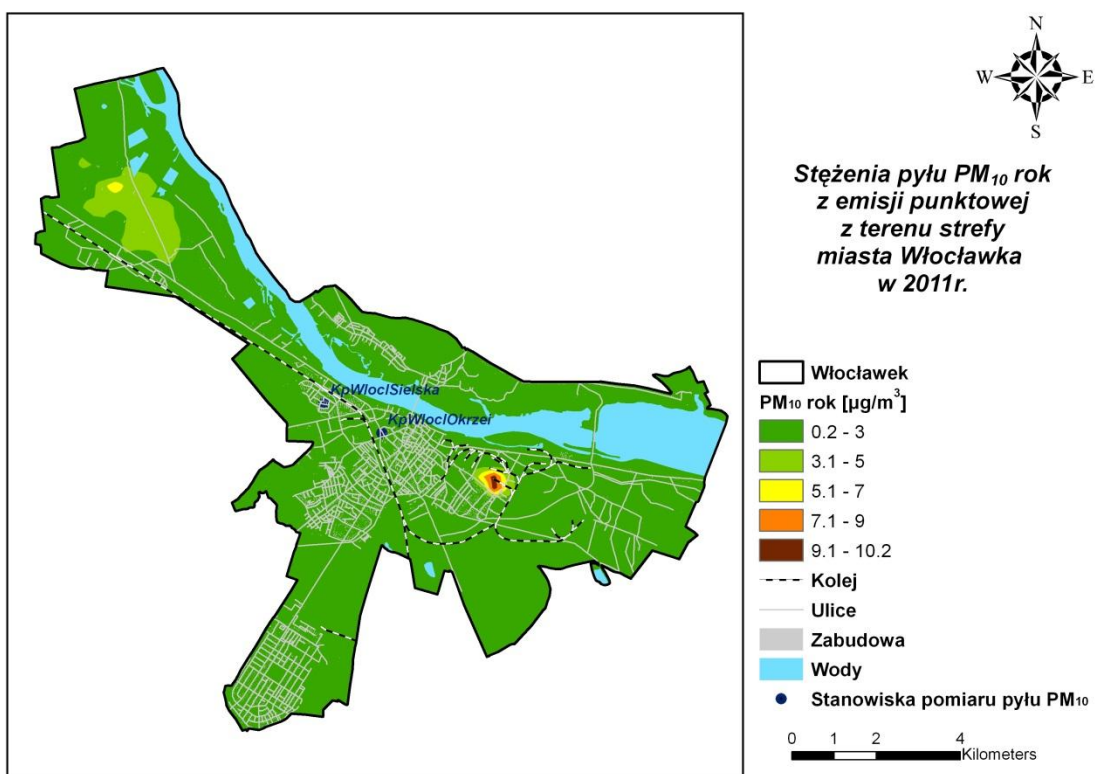 N
W E
S
Stężenia pyłu PM10 rok
z emisji punktowej
z terenu strefy
miasta Włocławka
w 2011r.
KpWloclSielska
KpWloclOkrzei
Włocławek
PM10 rok [µg/m³]
0.2 - 3
3.1 - 5
5.1 - 7
7.1 - 9
9.1 - 10.2
Kolej
Ulice
Zabudowa
Wody
Stanowiska pomiaru pyłu PM10
0 1 2 4
Kilometers